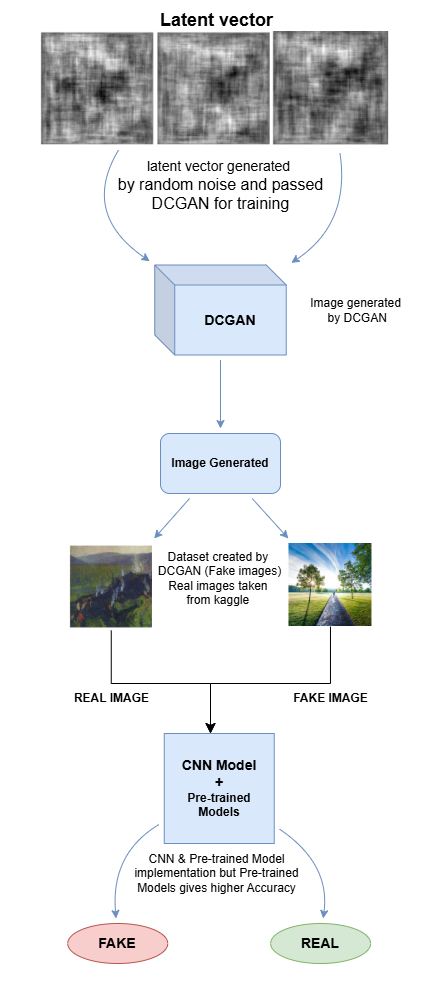 Latent vector
latent vector generated
by random noise and passed
DCGAN for training
DCGAN
Image generated
by DCGAN
Image Generated
Dataset created by
DCGAN (Fake images)
Real images taken
from kaggle
REAL IMAGE
FAKE IMAGE
CNN Model
+
Pre-trained
Models
CNN & Pre-trained Model
implementation but Pre-trained
Models gives higher Accuracy
FAKE
REAL